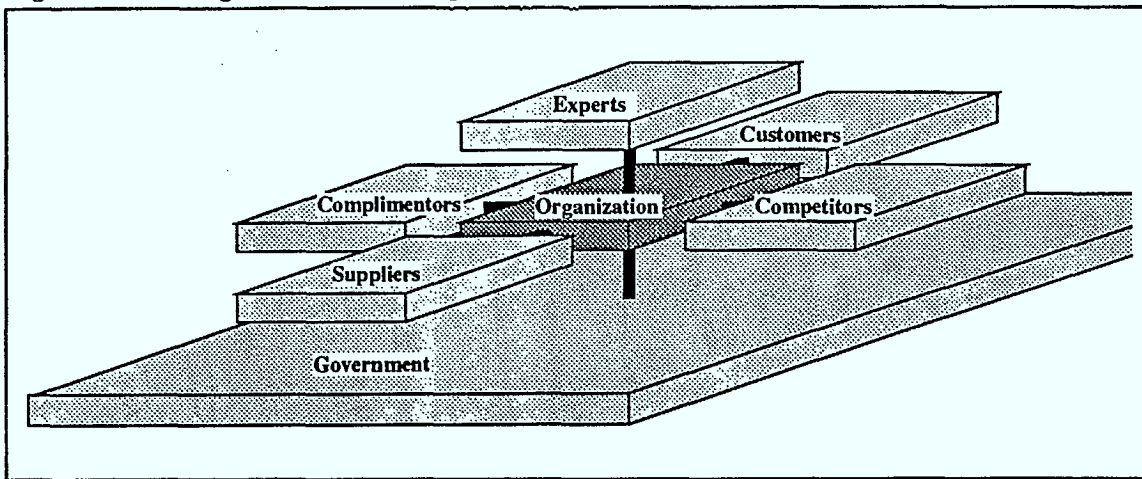 Experts
Customers
Complimentors
Organization
Competitors
Suppliers
Government